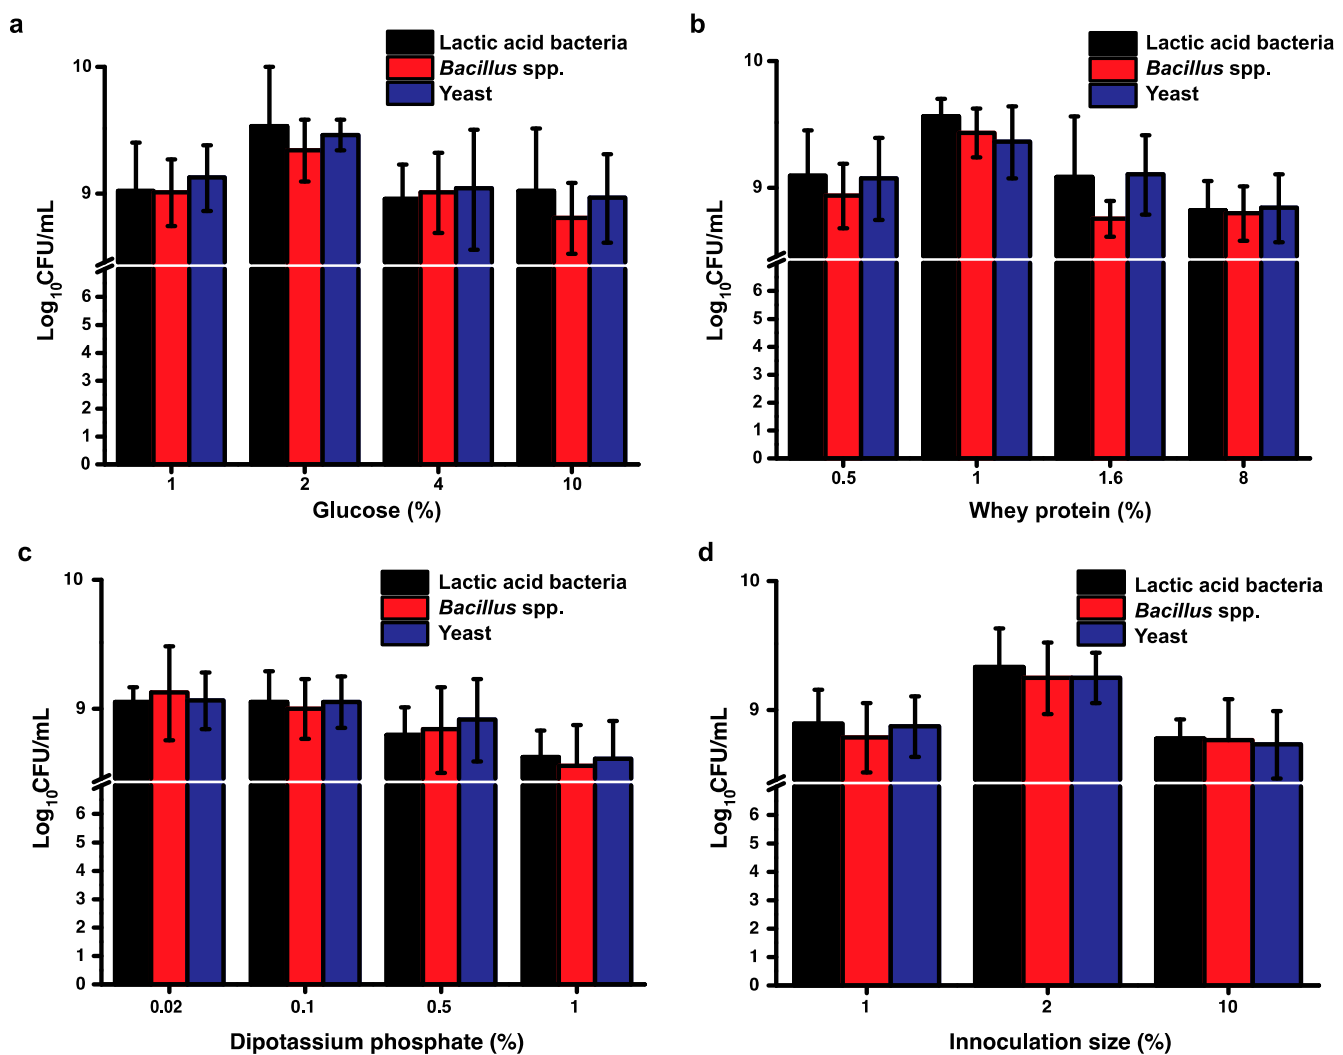 a
Lactic acid bacteria
Bacillus spp.
Yeast
10
9
6
5
4
3
2
1
0
Log10CFU/mL
1 2 4 10
Glucose (%)
b
Lactic acid bacteria
Bacillus spp.
Yeast
10
9
6
5
4
3
2
1
0
Log10CFU/mL
0.5 1 1.6 8
Whey protein (%)
c
Lactic acid bacteria
Bacillus spp.
Yeast
10
9
6
5
4
3
2
1
0
Log10CFU/mL
0.02 0.1 0.5 1
Dipotassium phosphate (%)
d
Lactic acid bacteria
Bacillus spp.
Yeast
10
9
6
5
4
3
2
1
0
Log10CFU/mL
1 2 10
Innoculation size (%)